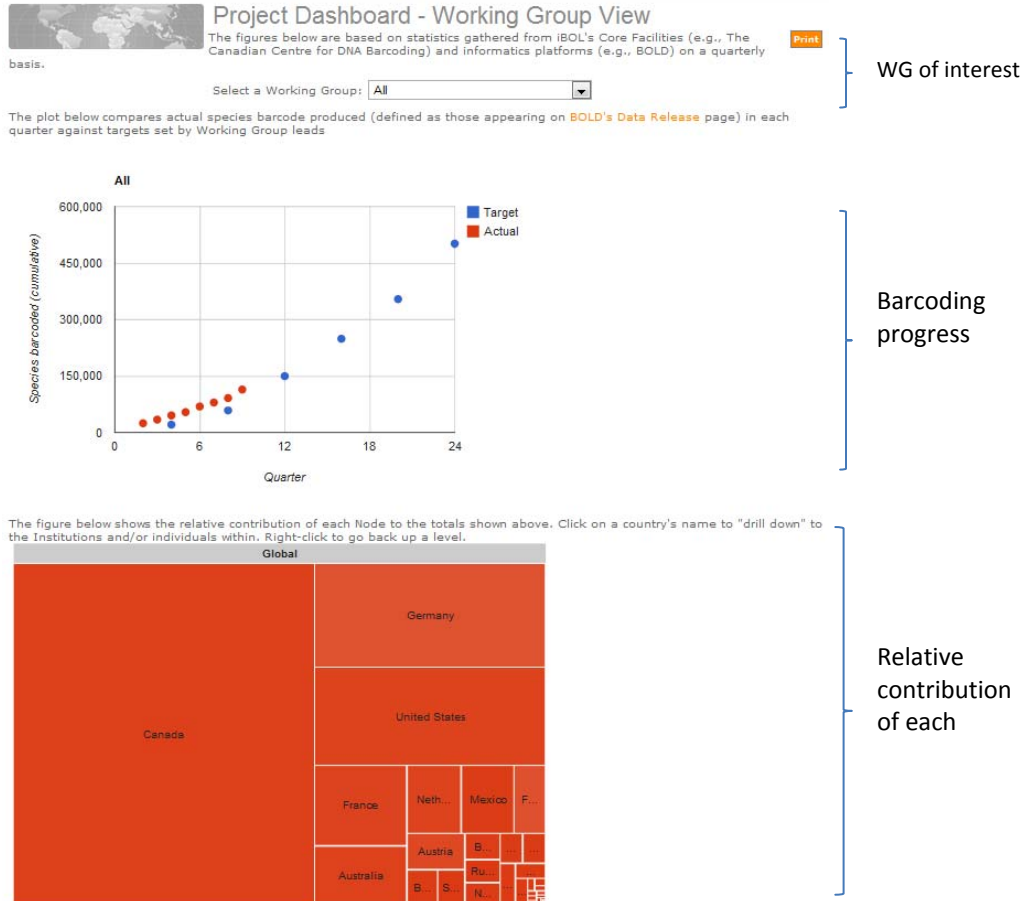 Project Dashboard - Working Group View
The figures below are based on statistics gathered from iBOL's Core Facilities (e.g., The
Canadian Centre for DNA Barcoding) and informatics platforms (e.g., BOLD) on a quarterly
basis.
Print
WG of interest
Select a Working Group: All
The plot below compares actual species barcode produced (defined as those appearing on BOLD's Data Release page) in each
quarter against targets set by Working Group leads
All
600,000
450,000
300,000
150,000
0
Species barcoded (cumulative)
0 6 12 18 24
Quarter
Target
Actual
Barcoding
progress
The figure below shows the relative contribution of each Node to the totals shown above. Click on a country's name to "drill down" to
the Institutions and/or individuals within. Right-click to go back up a level.
Global
Canada
Germany
United States
France
Neth...
Mexico
F...
Australia
Austria
B...
...
...
Ru...
...
B...
S...
N...
...
...
Relative
contribution
of each